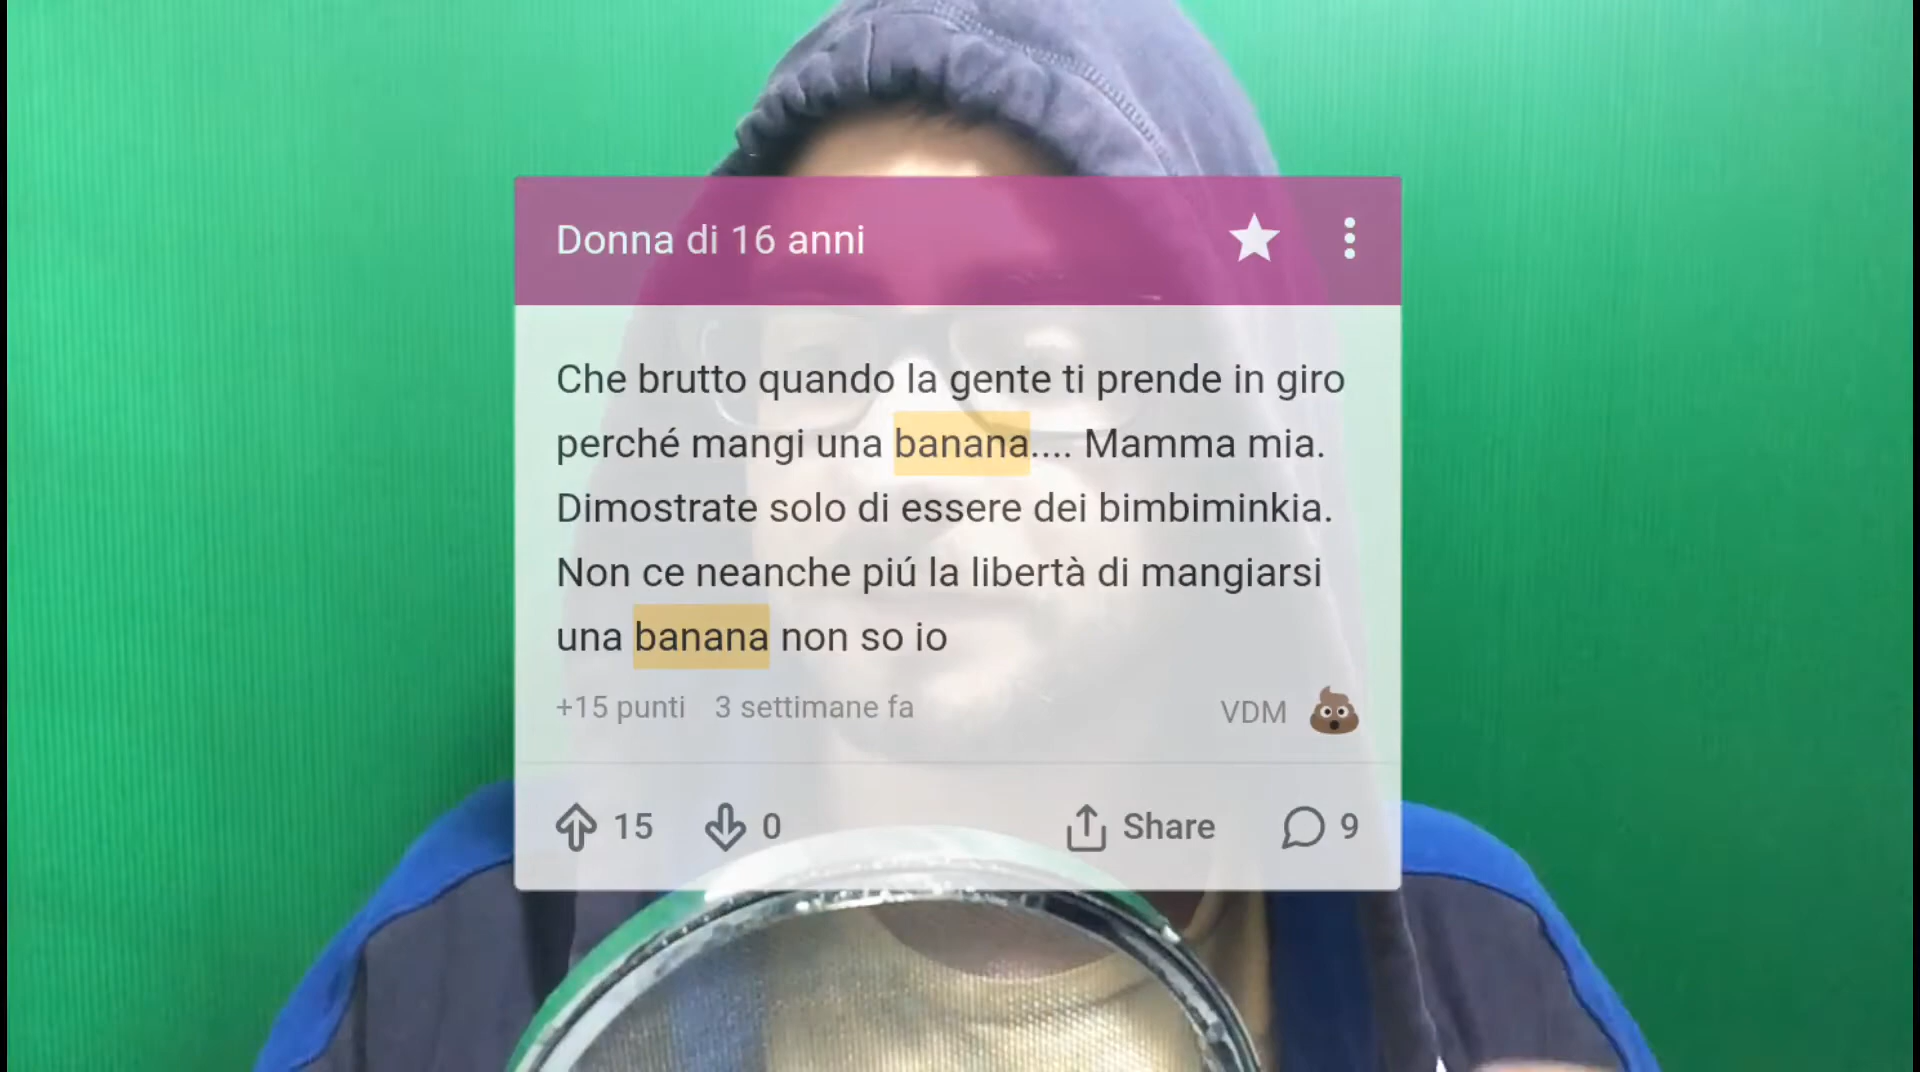 Donna di 16 anni
Che brutto quando la gente ti prende in giro
perché mangi una banana.... Mamma mia.
Dimostrate solo di essere dei bimbiminkia.
Non ce neanche piú la libertà di mangiarsi
una banana non so io
+15 punti 3 settimane fa VDM
15 0 Share 9